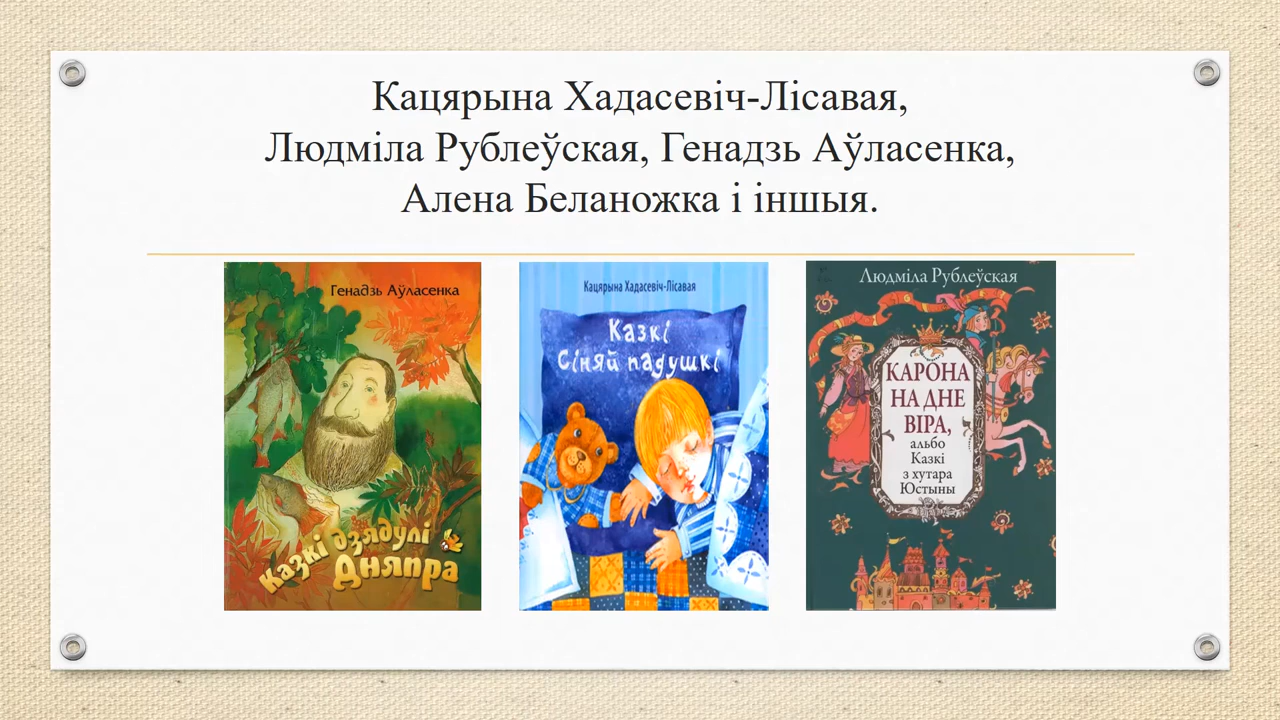 Кацярына Хадасевіч-Лісавая,
Людміла Рублеўская, Генадзь Аўласенка,
Алена Беланожка і іншыя.
Генадзь Аўласенка
Казкі дзядулі
Дняпра
Кацярына Хадасевіч-Лісавая
Казкі
Сіняй падушкі
Людміла Рублеўская
КАРОНА
НА ДНЕ
ВІРА,
альбо
Казкі
з хутара
Юстыны